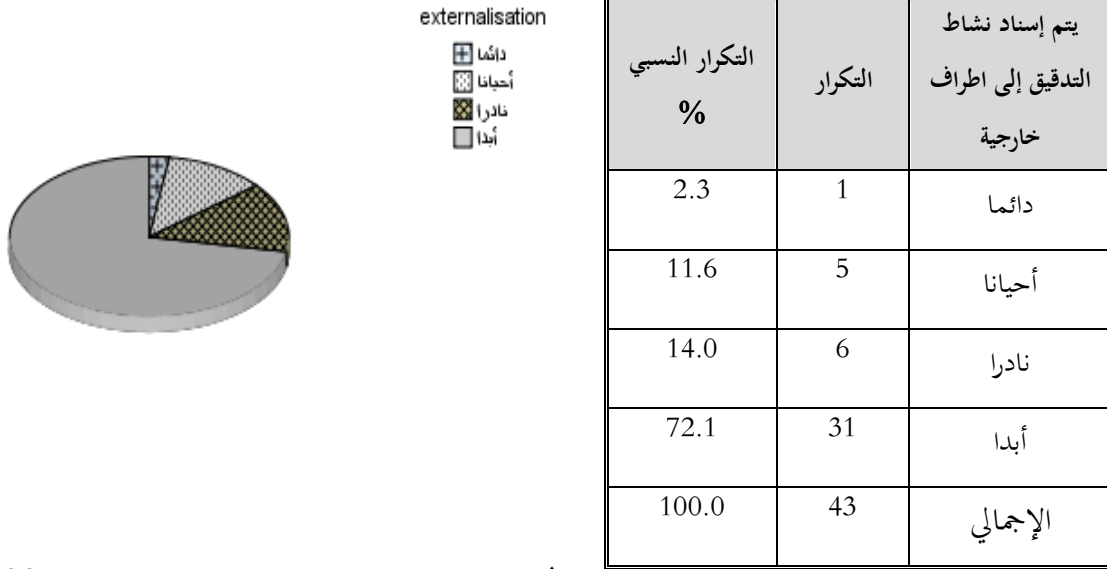 externalisation
دائما
أحيانا
نادرا
أبدا
يتم إسناد نشاط التدقيق إلى اطراف خارجية | التكرار | التكرار النسبي %
دائما | 1 | 2.3
أحيانا | 5 | 11.6
نادرا | 6 | 14.0
أبدا | 31 | 72.1
الإجمالي | 43 | 100.0